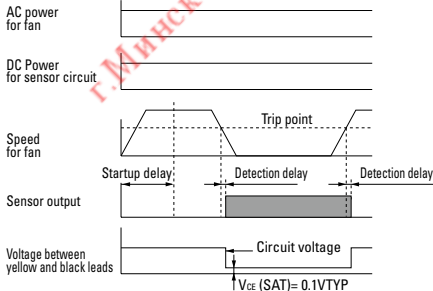 AC power
for fan
DC Power
for sensor circuit
г.Минск
Trip point
Speed
for fan
Startup delay
Detection delay
Detection delay
Sensor output
Circuit voltage
Voltage between
yellow and black leads
VCE (SAT)= 0.1VTYP